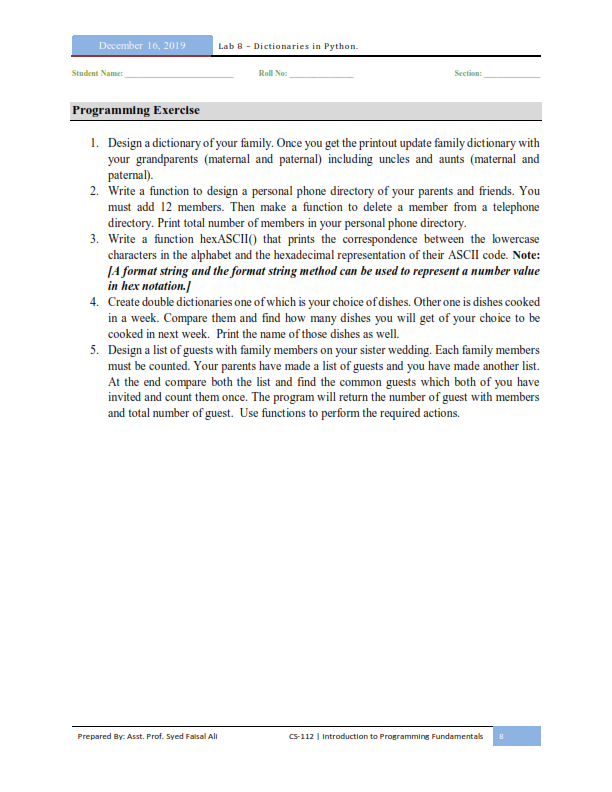 December 16, 2019 Lab 8 – Dictionaries in Python.
Student Name: __________________________ Roll No: ________________ Section: ______________
Programming Exercise
1. Design a dictionary of your family. Once you get the printout update family dictionary with
your grandparents (maternal and paternal) including uncles and aunts (maternal and
paternal).
2. Write a function to design a personal phone directory of your parents and friends. You
must add 12 members. Then make a function to delete a member from a telephone
directory. Print total number of members in your personal phone directory.
3. Write a function hexASCII() that prints the correspondence between the lowercase
characters in the alphabet and the hexadecimal representation of their ASCII code. Note:
[A format string and the format string method can be used to represent a number value
in hex notation.]
4. Create double dictionaries one of which is your choice of dishes. Other one is dishes cooked
in a week. Compare them and find how many dishes you will get of your choice to be
cooked in next week. Print the name of those dishes as well.
5. Design a list of guests with family members on your sister wedding. Each family members
must be counted. Your parents have made a list of guests and you have made another list.
At the end compare both the list and find the common guests which both of you have
invited and count them once. The program will return the number of guest with members
and total number of guest. Use functions to perform the required actions.
Prepared By: Asst. Prof. Syed Faisal Ali CS-112 | Introduction to Programming Fundamentals 8